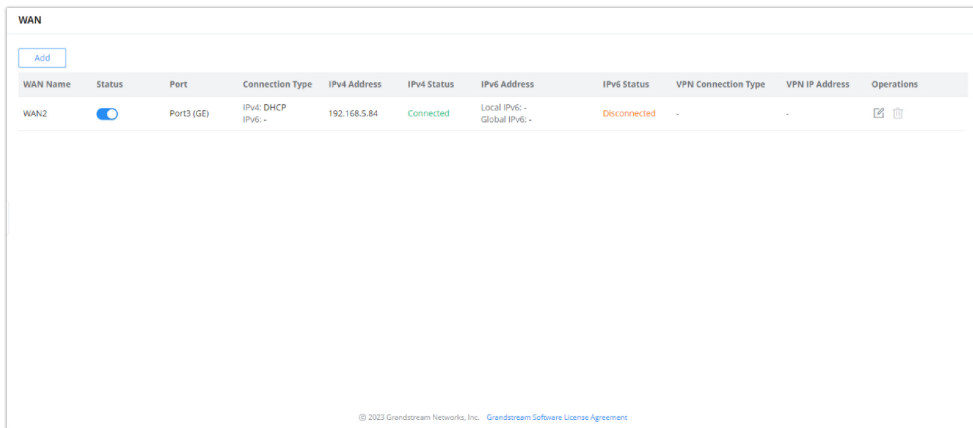 WAN
Add
WAN Name Status Port Connection Type IPv4 Address IPv4 Status IPv6 Address IPv6 Status VPN Connection Type VPN IP Address Operations
WAN2 Port3 (GE) IPv4: DHCP 192.168.5.84 Connected Local IPv6: - Disconnected - -
IPv6: - Global IPv6: -
© 2023 Grandstream Networks, Inc. Grandstream Software License Agreement